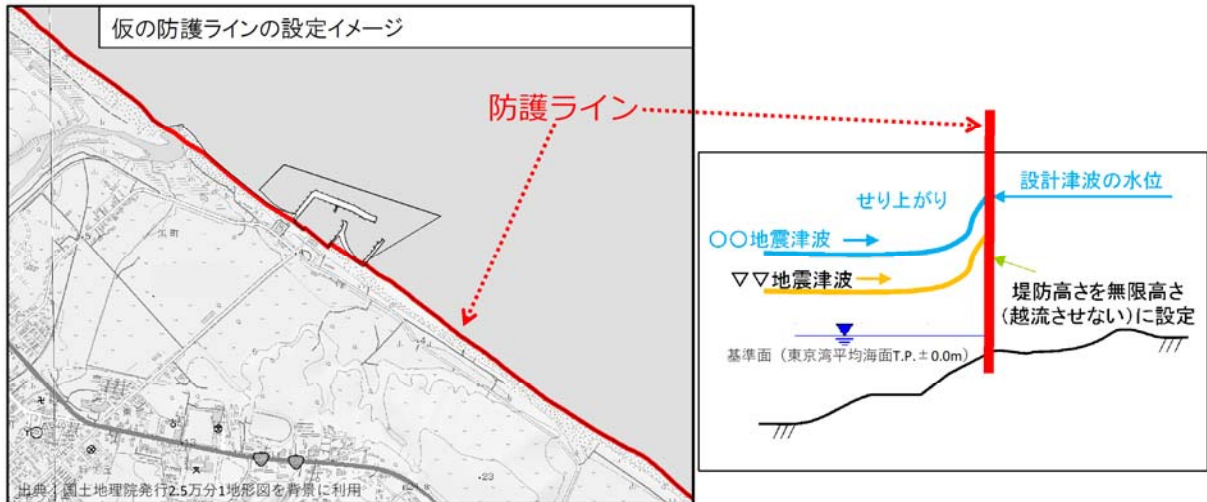 仮の防護ラインの設定イメージ
防護ライン
設計津波の水位
せり上がり
〇〇地震津波
▽▽地震津波
堤防高さを無限高さ
(越流させない)に設定
基準面（東京湾平均海面T.P.±0.0m）
出典：国土地理院発行2.5万分1地形図を背景に利用